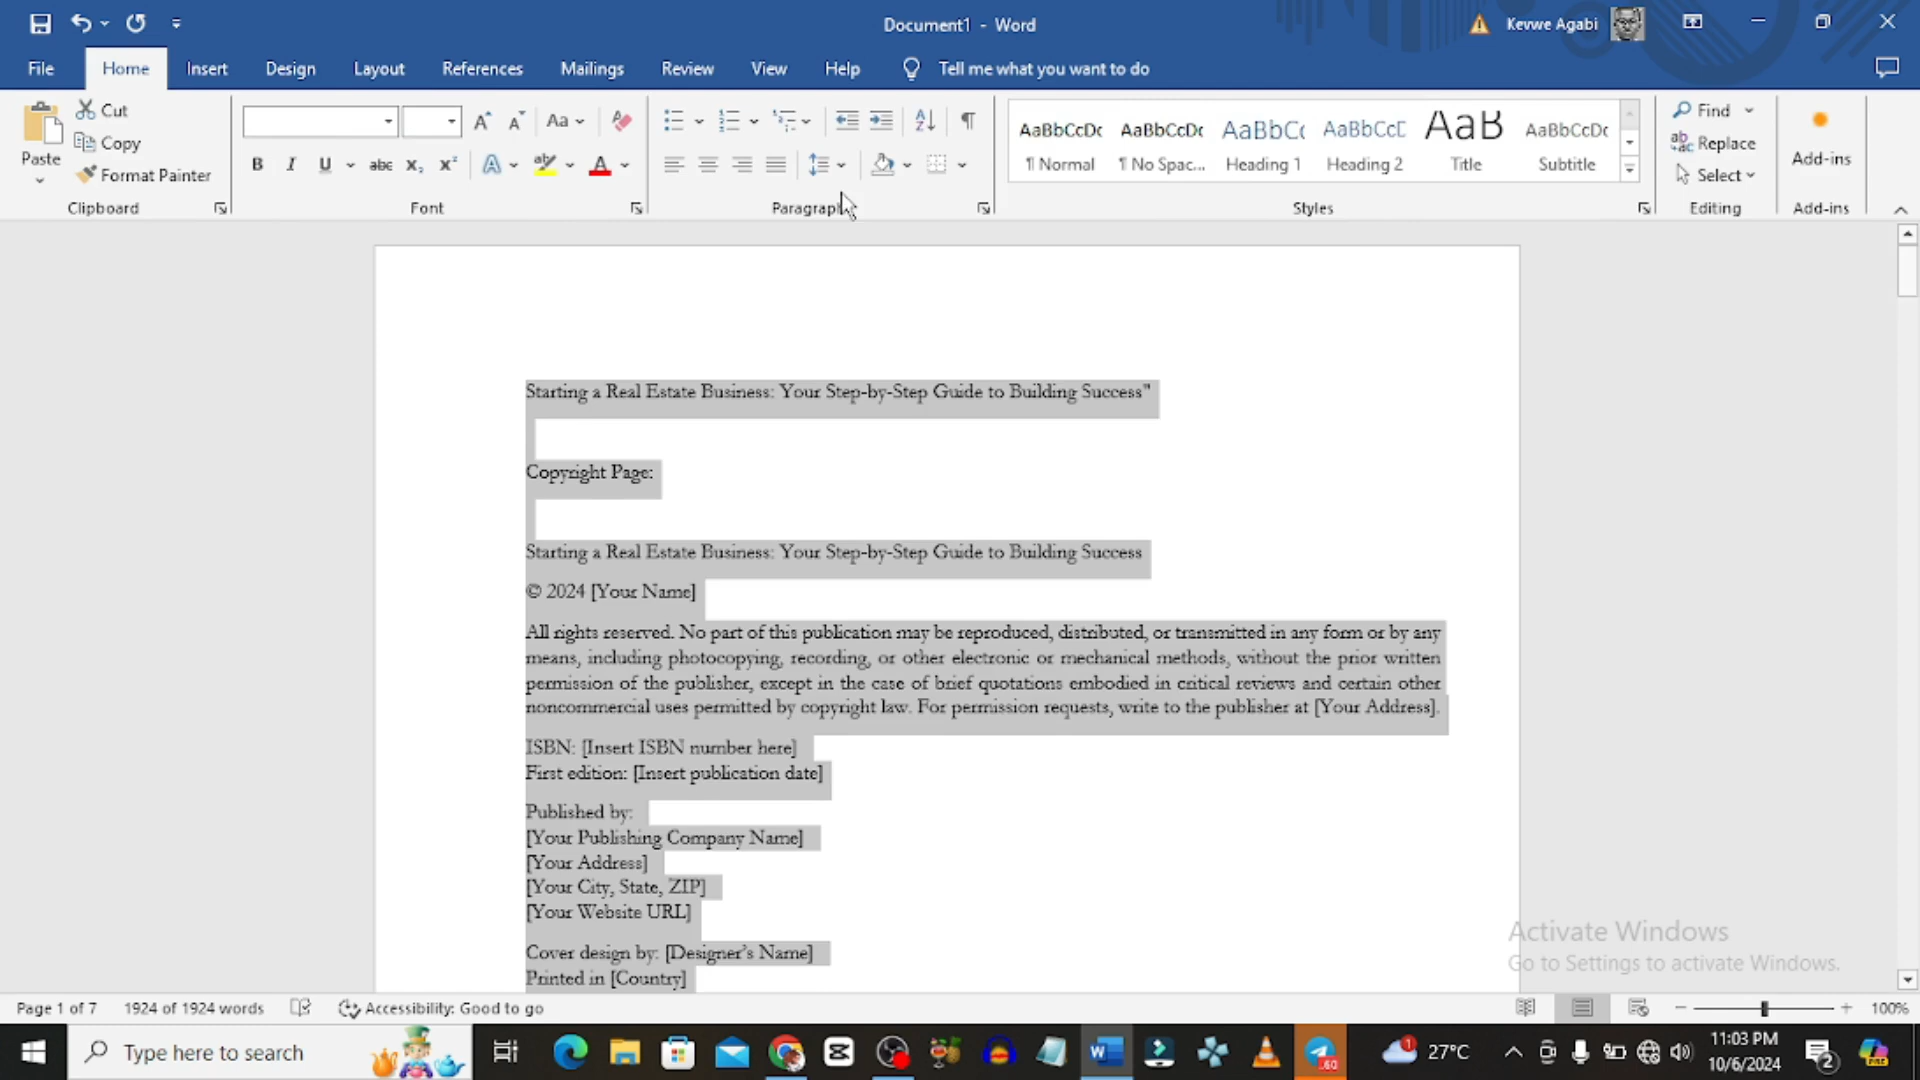 Document1 - Word
Kevwe Agabi
File Home Insert Design Layout References Mailings Review View Help Tell me what you want to do
Paste
Cut
Copy
Format Painter
Clipboard
Aa
B I U abc X₂ X² A A
Font
Paragraph
AaBbCcDc AaBbCcDc AaBbCc AaBbCcD AaB AaBbCcDc
¶ Normal ¶ No Spac... Heading 1 Heading 2 Title Subtitle
Styles
Find
Replace
Select
Editing
Add-ins
Add-ins
Starting a Real Estate Business: Your Step-by-Step Guide to Building Success"
Copyright Page:
Starting a Real Estate Business: Your Step-by-Step Guide to Building Success
© 2024 [Your Name]
All rights reserved. No part of this publication may be reproduced, distributed, or transmitted in any form or by any
means, including photocopying, recording, or other electronic or mechanical methods, without the prior written
permission of the publisher, except in the case of brief quotations embodied in critical reviews and certain other
noncommercial uses permitted by copyright law. For permission requests, write to the publisher at [Your Address].
ISBN: [Insert ISBN number here]
First edition: [Insert publication date]
Published by:
[Your Publishing Company Name]
[Your Address]
[Your City, State, ZIP]
[Your Website URL]
Cover design by: [Designer's Name]
Printed in [Country]
Activate Windows
Go to Settings to activate Windows.
Page 1 of 7 1924 of 1924 words Accessibility: Good to go 100%
Type here to search
60
1
27°C
11:03 PM
10/6/2024
2